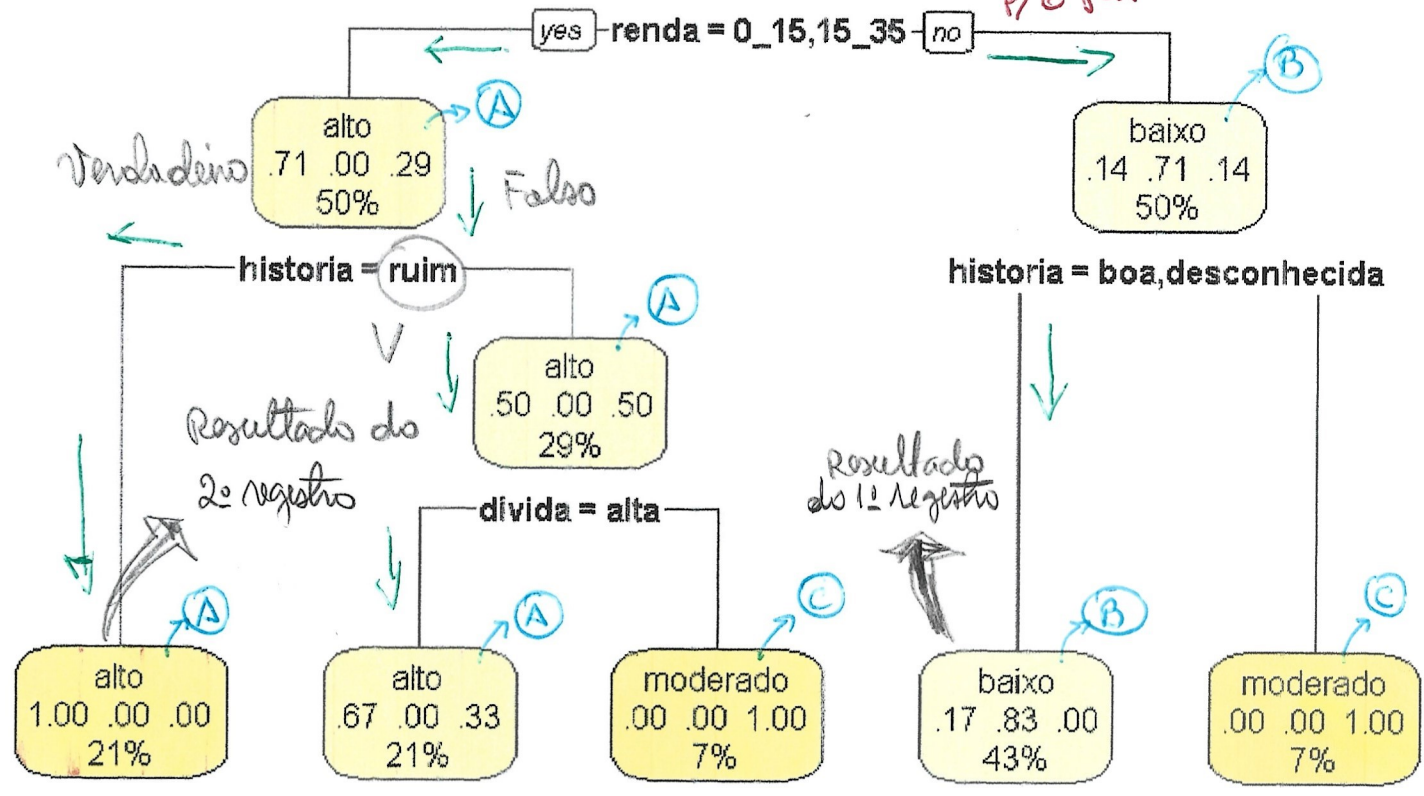 yes renda = 0_15,15_35 no
B
A
alto
.71 .00 .29
50%
baixo
.14 .71 .14
50%
Verdadeiro
Falso
historia = ruim
historia = boa,desconhecida
V
A
alto
.50 .00 .50
29%
Resultado do
2º registro
Resultado
do 1º registro
divida = alta
A
A
C
B
C
alto
1.00 .00 .00
21%
alto
.67 .00 .33
21%
moderado
.00 .00 1.00
7%
baixo
.17 .83 .00
43%
moderado
.00 .00 1.00
7%